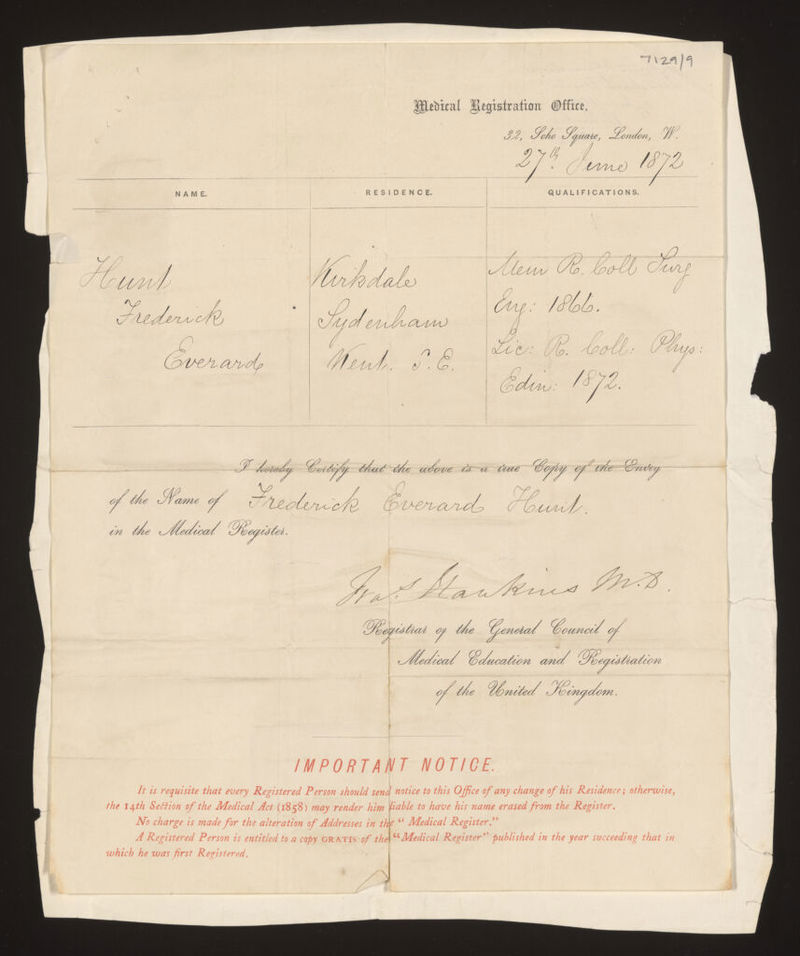 7129/9
Medical Registration Office,
32, Soho Square, London, W.
27th June 1872
NAME. RESIDENCE. QUALIFICATIONS.
Hunt Kirkdale Mem R. Coll Surg
Frederick Sydenham Eng: 1866.
Everard Kent. S.E. Lic: R. Coll: Phys:
Edin: 1872.
I hereby Certify that the above is a true Copy of the Entry
of the Name of Frederick Everard Hunt.
in the Medical Register.
Fra.s Hawkins M.D.
Registrar of the General Council of
Medical Education and Registration
of the United Kingdom.
IMPORTANT NOTICE.
It is requisite that every Registered Person should send notice to this Office of any change of his Residence; otherwise,
the 14th Section of the Medical Act (1858) may render him liable to have his name erased from the Register.
No charge is made for the alteration of Addresses in the "Medical Register."
A Registered Person is entitled to a copy GRATIS of the "Medical Register" published in the year succeeding that in
which he was first Registered.